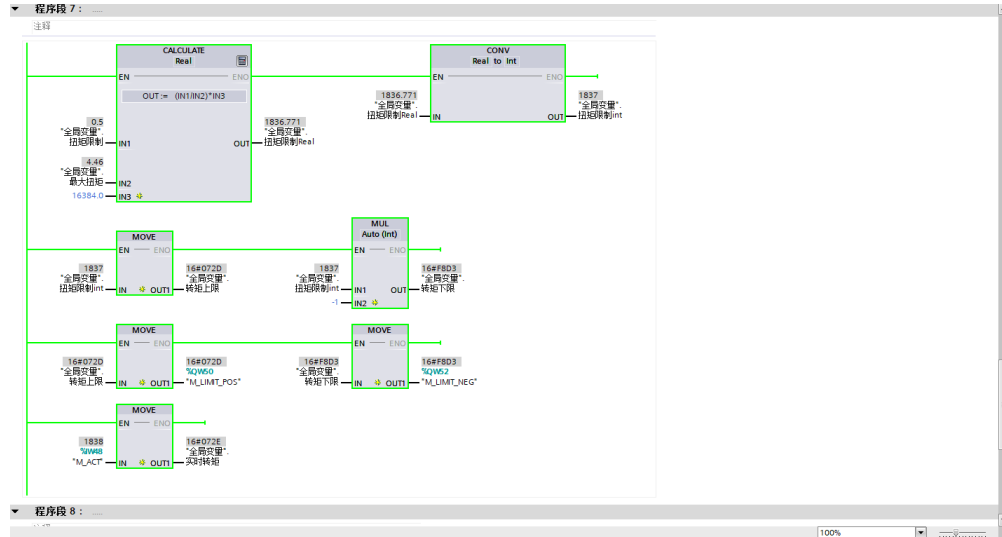 程序段 7： ......
注释
CALCULATE
Real
EN
ENO
OUT := (IN1/IN2)*IN3
0.5
"全局变量".
扭矩限制
IN1
4.46
"全局变量".
最大扭矩
IN2
16384.0
IN3
1836.771
"全局变量".
OUT
扭矩限制Real
CONV
Real to Int
EN
ENO
1836.771
"全局变量".
扭矩限制Real
IN
1837
"全局变量".
OUT
扭矩限制int
MOVE
EN
ENO
1837
"全局变量".
扭矩限制int
IN
OUT1
16#072D
"全局变量".
转矩上限
MUL
Auto (Int)
EN
ENO
1837
"全局变量".
扭矩限制int
IN1
-1
IN2
OUT
16#F8D3
"全局变量".
转矩下限
MOVE
EN
ENO
16#072D
"全局变量".
转矩上限
IN
OUT1
16#072D
%QW50
"M_LIMIT_POS"
MOVE
EN
ENO
16#F8D3
"全局变量".
转矩下限
IN
OUT1
16#F8D3
%QW52
"M_LIMIT_NEG"
MOVE
EN
ENO
1838
%IW48
"M_ACT"
IN
OUT1
16#072E
"全局变量".
实时转矩
程序段 8： ......
100%